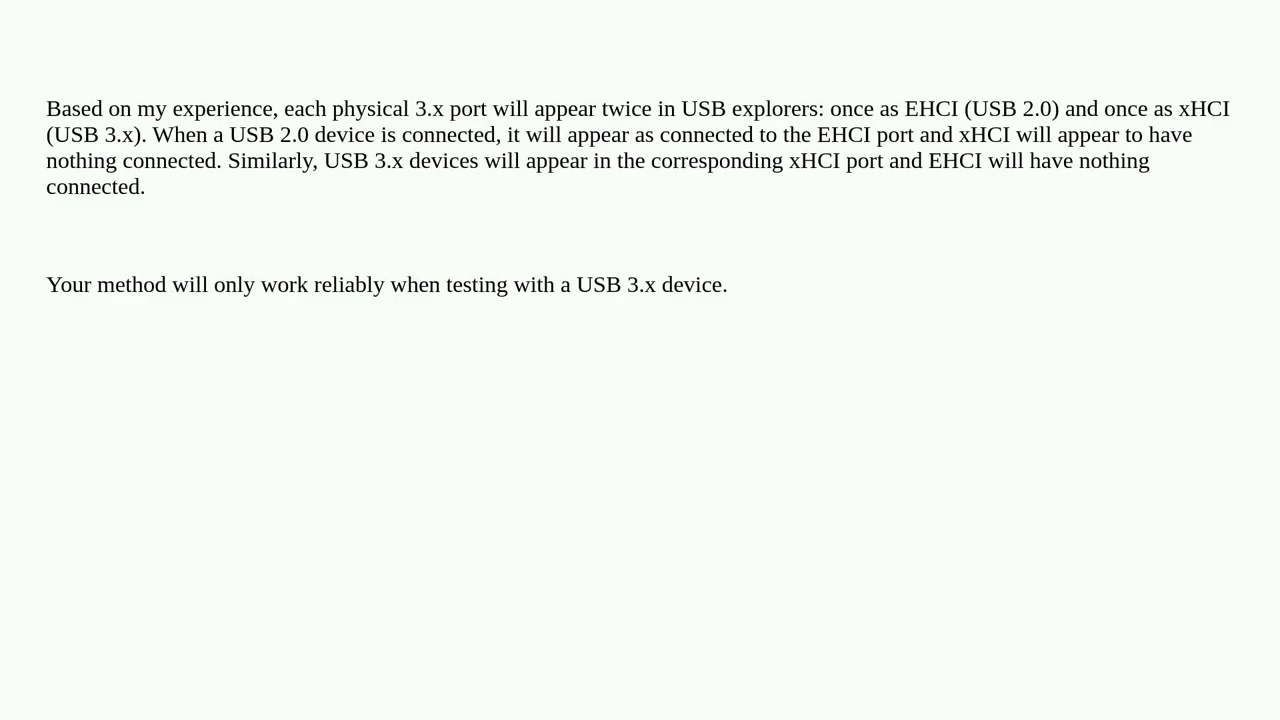 Based on my experience, each physical 3.x port will appear twice in USB explorers: once as EHCI (USB 2.0) and once as xHCI
(USB 3.x). When a USB 2.0 device is connected, it will appear as connected to the EHCI port and xHCI will appear to have
nothing connected. Similarly, USB 3.x devices will appear in the corresponding xHCI port and EHCI will have nothing
connected.
Your method will only work reliably when testing with a USB 3.x device.